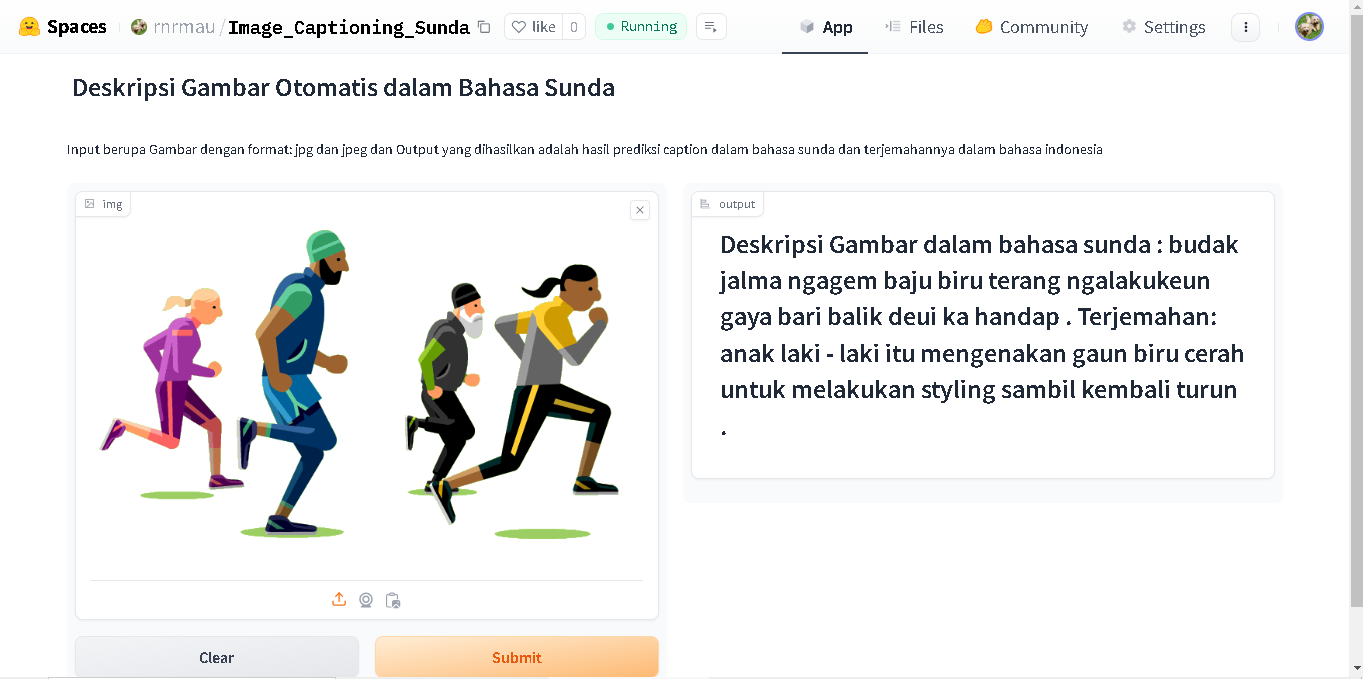 Spaces rnrmau/Image_Captioning_Sunda like 0 Running App Files Community Settings
Deskripsi Gambar Otomatis dalam Bahasa Sunda
Input berupa Gambar dengan format: jpg dan jpeg dan Output yang dihasilkan adalah hasil prediksi caption dalam bahasa sunda dan terjemahannya dalam bahasa indonesia
img
output
Deskripsi Gambar dalam bahasa sunda : budak
jalma ngagem baju biru terang ngalakukeun
gaya bari balik deui ka handap . Terjemahan:
anak laki - laki itu mengenakan gaun biru cerah
untuk melakukan styling sambil kembali turun
.
Clear
Submit